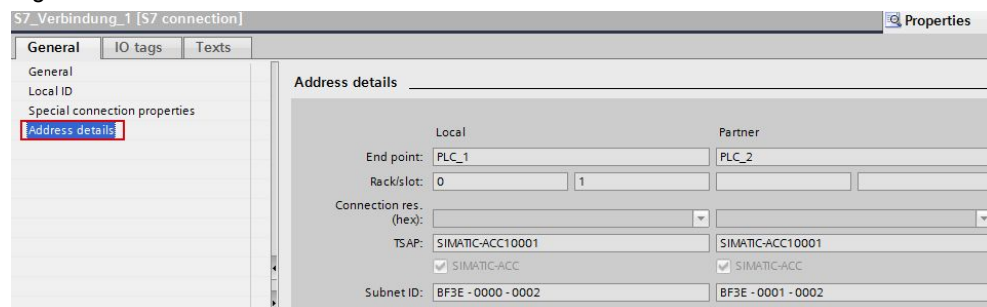 S7_Verbindung_1 [S7 connection]
Properties
General IO tags Texts
General
Local ID
Special connection properties
Address details
Address details
Local Partner
End point: PLC_1 PLC_2
Rack/slot: 0 1
Connection res.
(hex):
TSAP: SIMATIC-ACC10001 SIMATIC-ACC10001
SIMATIC-ACC SIMATIC-ACC
Subnet ID: BF3E - 0000 - 0002 BF3E - 0001 - 0002